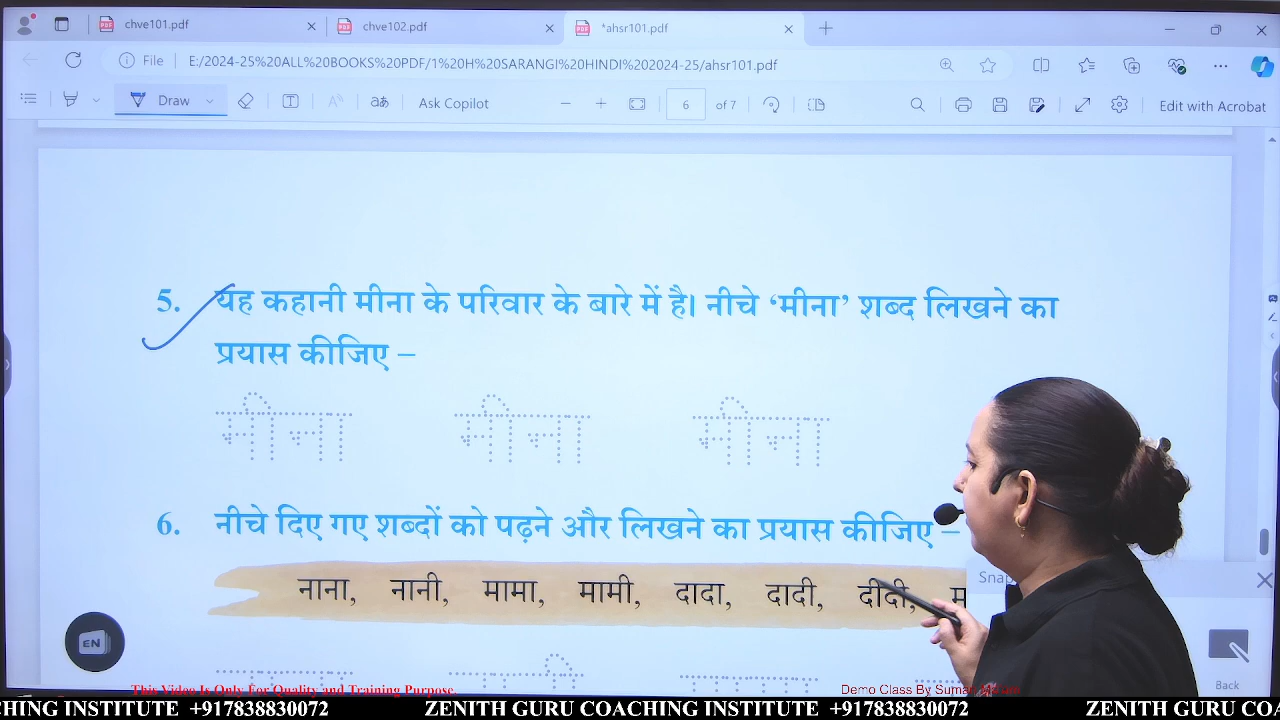 chve101.pdf
chve102.pdf
*ahsr101.pdf
File E:/2024-25%20ALL%20BOOKS%20PDF/1%20H%20SARANGI%20HINDI%202024-25/ahsr101.pdf
Draw
Ask Copilot
6 of 7
Edit with Acrobat
5. यह कहानी मीना के परिवार के बारे में है। नीचे ‘मीना’ शब्द लिखने का
प्रयास कीजिए –
मीना मीना मीना
6. नीचे दिए गए शब्दों को पढ़ने और लिखने का प्रयास कीजिए –
नाना, नानी, मामा, मामी, दादा, दादी, दीदी,
EN
Back
This Video Is Only For Quality and Training Purpose
Demo Class By Suman
CHING INSTITUTE +917838830072 ZENITH GURU COACHING INSTITUTE +917838830072 ZENITH GURU COA